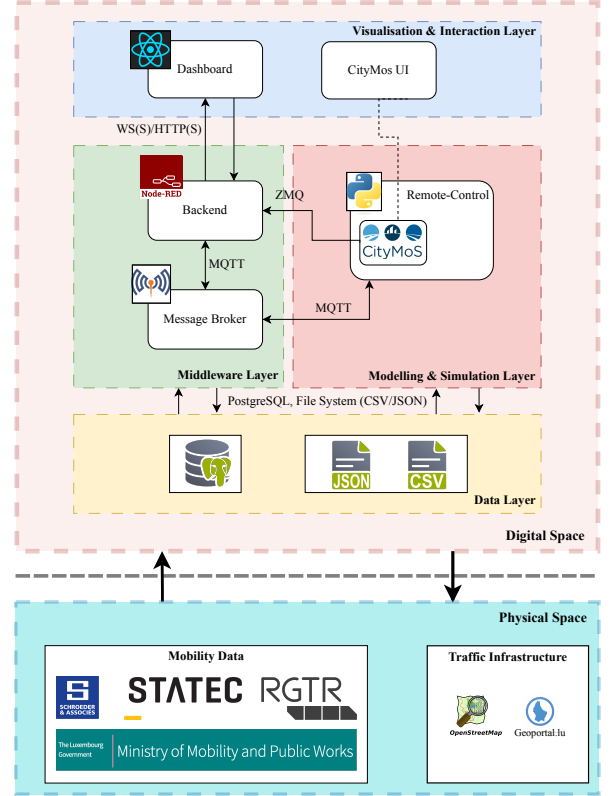 Visualisation & Interaction Layer
Dashboard
CityMos UI
WS(S)/HTTP(S)
Node-RED
Backend
ZMQ
Remote-Control
CityMoS
MQTT
Message Broker
MQTT
Middleware Layer
Modelling & Simulation Layer
PostgreSQL, File System (CSV/JSON)
JSON
CSV
Data Layer
Digital Space
Physical Space
Mobility Data
SCHROEDER
& ASSOCIÉS
STATEC
RGTR
The Luxembourg
Government
Ministry of Mobility and Public Works
Traffic Infrastructure
OpenStreetMap
Geoportal.lu